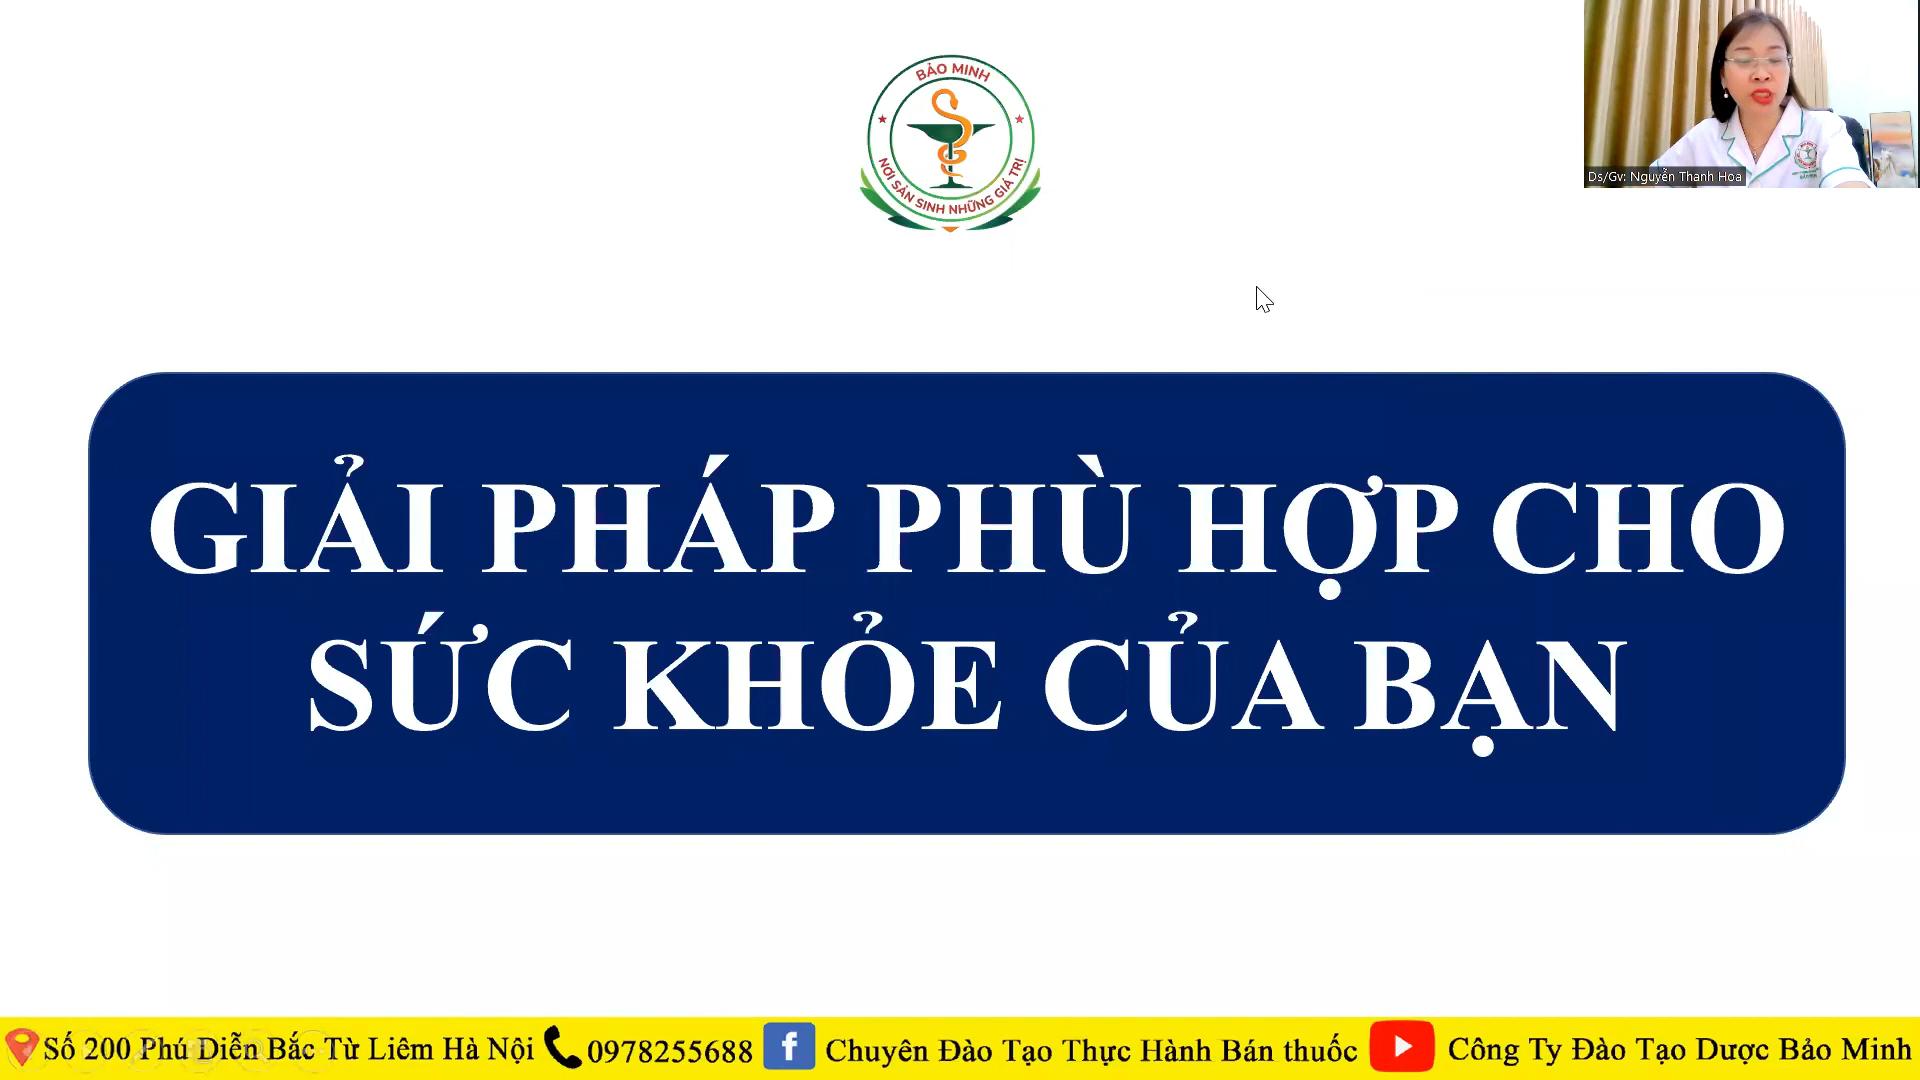 BẢO MINH
NƠI SẢN SINH NHỮNG GIÁ TRỊ
Ds/Gv: Nguyễn Thanh Hoa
GIẢI PHÁP PHÙ HỢP CHO
SỨC KHỎE CỦA BẠN
Số 200 Phú Diễn Bắc Từ Liêm Hà Nội 0978255688 Chuyên Đào Tạo Thực Hành Bán thuốc Công Ty Đào Tạo Dược Bảo Minh